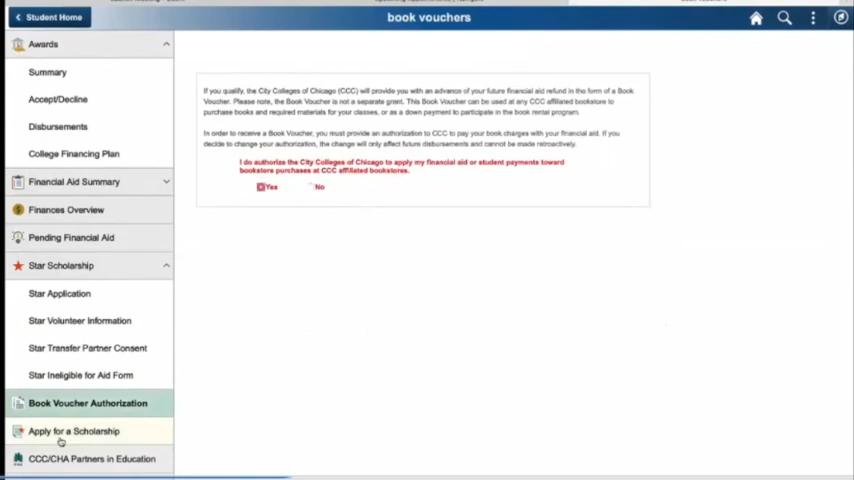 Student Home
book vouchers
Awards
Summary
Accept/Decline
Disbursements
College Financing Plan
Financial Aid Summary
Finances Overview
Pending Financial Aid
Star Scholarship
Star Application
Star Volunteer Information
Star Transfer Partner Consent
Star Ineligible for Aid Form
Book Voucher Authorization
Apply for a Scholarship
CCC/CHA Partners in Education
If you qualify, the City Colleges of Chicago (CCC) will provide you with an advance of your future financial aid refund in the form of a Book
Voucher. Please note, the Book Voucher is not a separate grant. This Book Voucher can be used at any CCC affiliated bookstore to
purchase books and required materials for your classes, or as a down payment to participate in the book rental program.
In order to receive a Book Voucher, you must provide an authorization to CCC to pay your book charges with your financial aid. If you
decide to change your authorization, the change will only affect future disbursements and cannot be made retroactively.
I do authorize the City Colleges of Chicago to apply my financial aid or student payments toward
bookstore purchases at CCC affiliated bookstores.
Yes No